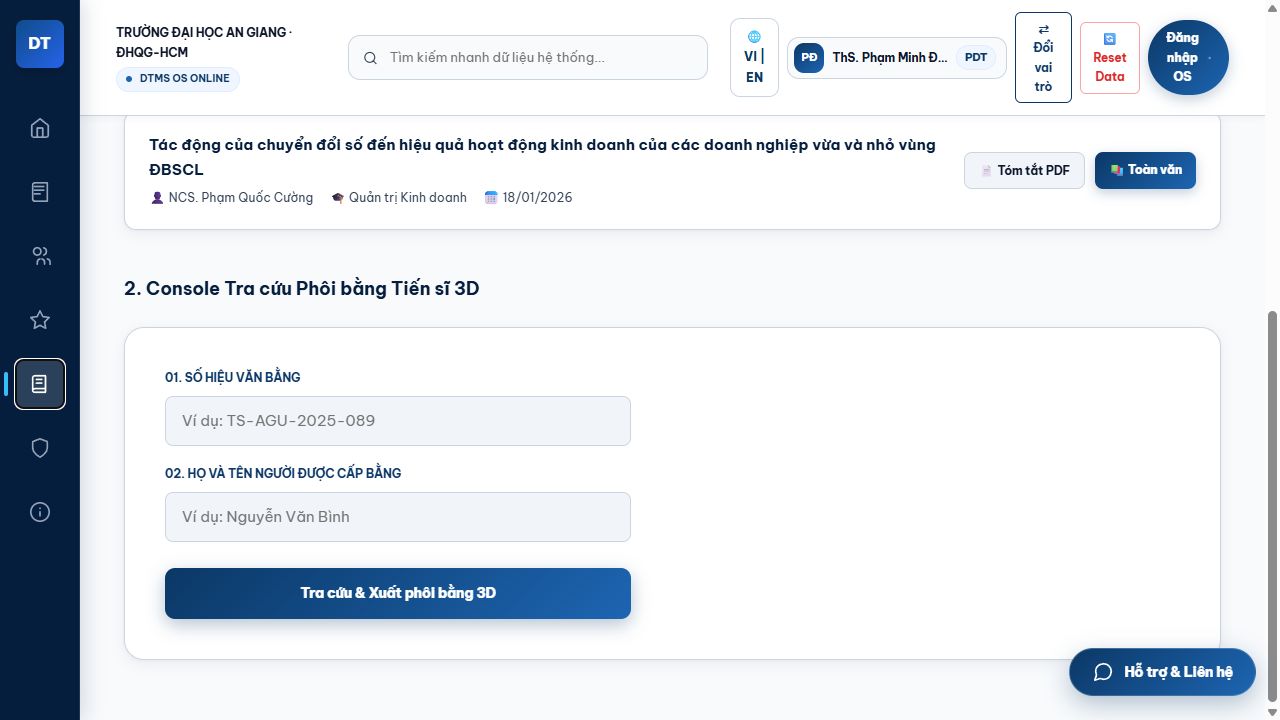 DT
TRƯỜNG ĐẠI HỌC AN GIANG ·
ĐHQG-HCM
DTMS OS ONLINE
Tìm kiếm nhanh dữ liệu hệ thống...
VI |
EN
PĐ
ThS. Phạm Minh Đ...
PDT
⇄
Đổi
vai
trò
Reset
Data
Đăng
nhập
OS
Tác động của chuyển đổi số đến hiệu quả hoạt động kinh doanh của các doanh nghiệp vừa và nhỏ vùng
ĐBSCL
NCS. Phạm Quốc Cường
Quản trị Kinh doanh
18/01/2026
Tóm tắt PDF
Toàn văn
2. Console Tra cứu Phôi bằng Tiến sĩ 3D
01. SỐ HIỆU VĂN BẰNG
Ví dụ: TS-AGU-2025-089
02. HỌ VÀ TÊN NGƯỜI ĐƯỢC CẤP BẰNG
Ví dụ: Nguyễn Văn Bình
Tra cứu & Xuất phôi bằng 3D
Hỗ trợ & Liên hệ